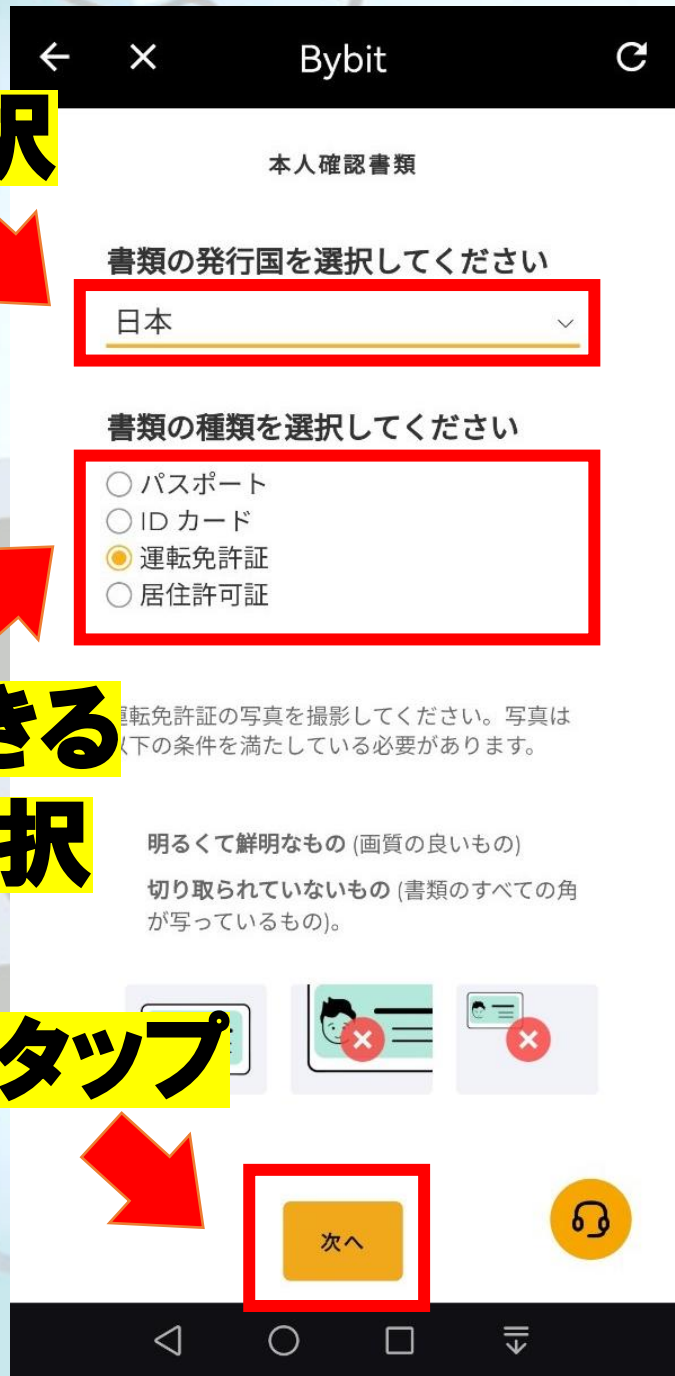 Bybit
択
本人確認書類
書類の発行国を選択してください
日本
書類の種類を選択してください
パスポート
ID カード
運転免許証
居住許可証
きる
択
転免許証の写真を撮影してください。写真は
下の条件を満たしている必要があります。
明るくて鮮明なもの (画質の良いもの)
切り取られていないもの (書類のすべての角
が写っているもの)。
タップ
次へ